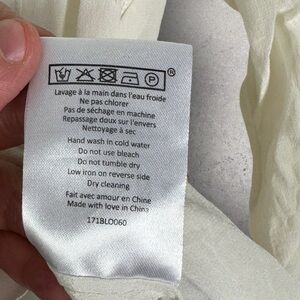 P ®
Lavage à la main dans l'eau froide
Ne pas chlorer
Pas de séchage en machine
Repassage doux sur l'envers
Nettoyage à sec
Hand wash in cold water
Do not use bleach
Do not tumble dry
Low iron on reverse side
Dry cleaning
Fait avec amour en Chine
Made with love in China
171BLO060